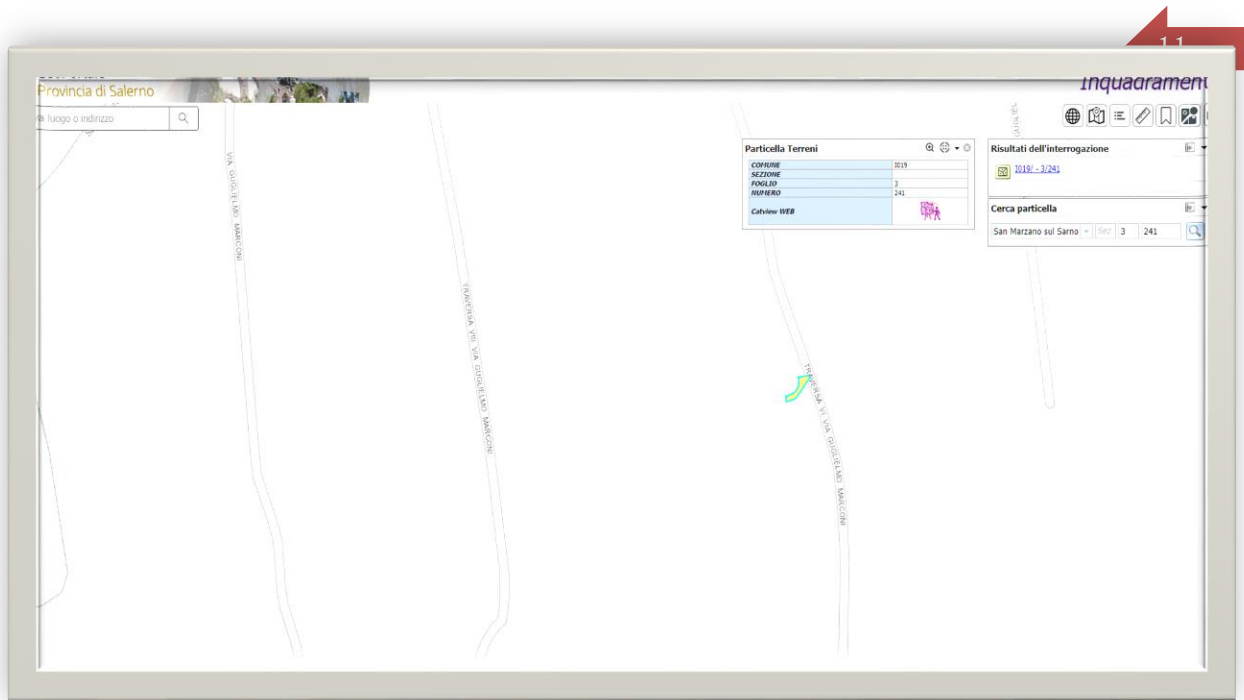 11
Provincia di Salerno
Inquadrament
luogo o indirizzo
VIA GUGLIELMO MARCONI
TRAVERSA VIII VIA GUGLIELMO MARCONI
TRAVERSA VI VIA GUGLIELMO MARCONI
Particella Terreni
COMUNE I019
SEZIONE
FOGLIO 3
NUMERO 241
Catview WEB
Risultati dell'interrogazione
I019/ - 3/241
Cerca particella
San Marzano sul Sarno Sez 3 241